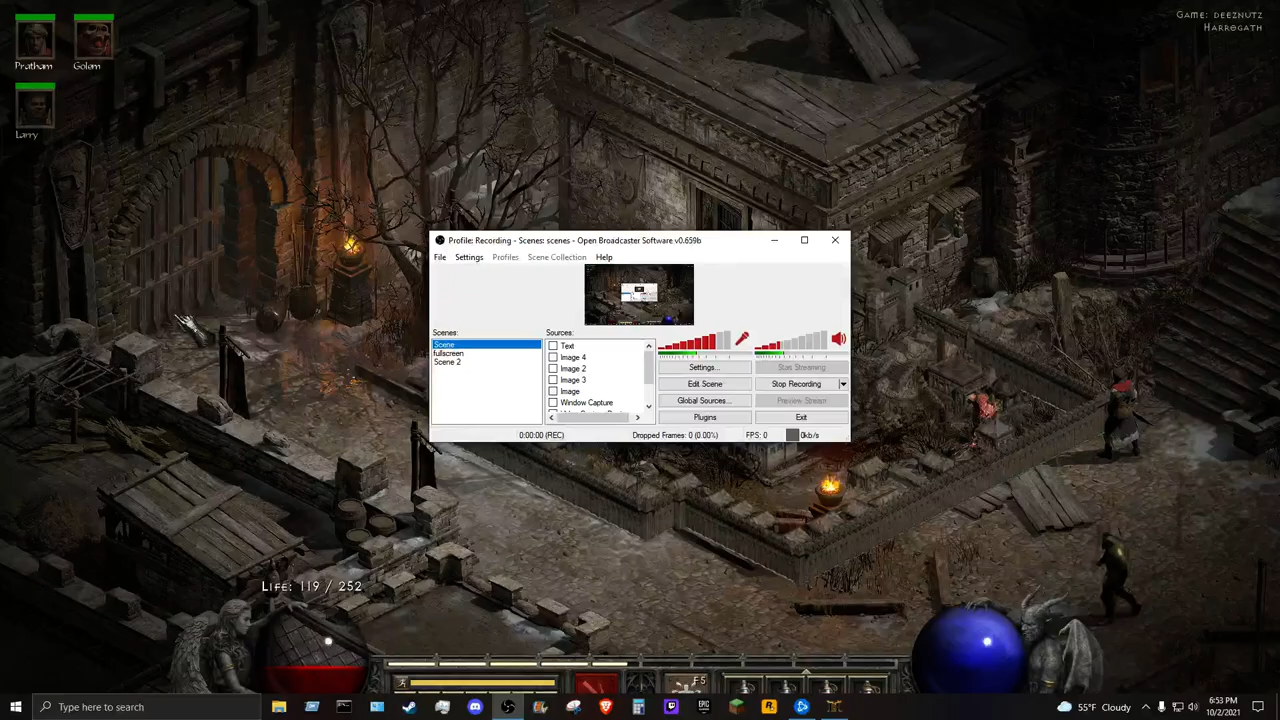 Game: deeznutz
Harrogath
Pratham
Golem
Larry
Profile: Recording - Scenes: scenes - Open Broadcaster Software v0.659b
File Settings Profiles Scene Collection Help
Scenes:
Scene
fullscreen
Scene 2
Sources:
Text
Image 4
Image 2
Image 3
Image
Window Capture
Settings...
Start Streaming
Edit Scene
Stop Recording
Global Sources...
Preview Stream
Plugins
Exit
0:00:00 (REC)
Dropped Frames: 0 (0.00%)
FPS: 0
0kb/s
Life: 119 / 252
F5
Type here to search
EPIC
55°F Cloudy
6:53 PM
10/2/2021